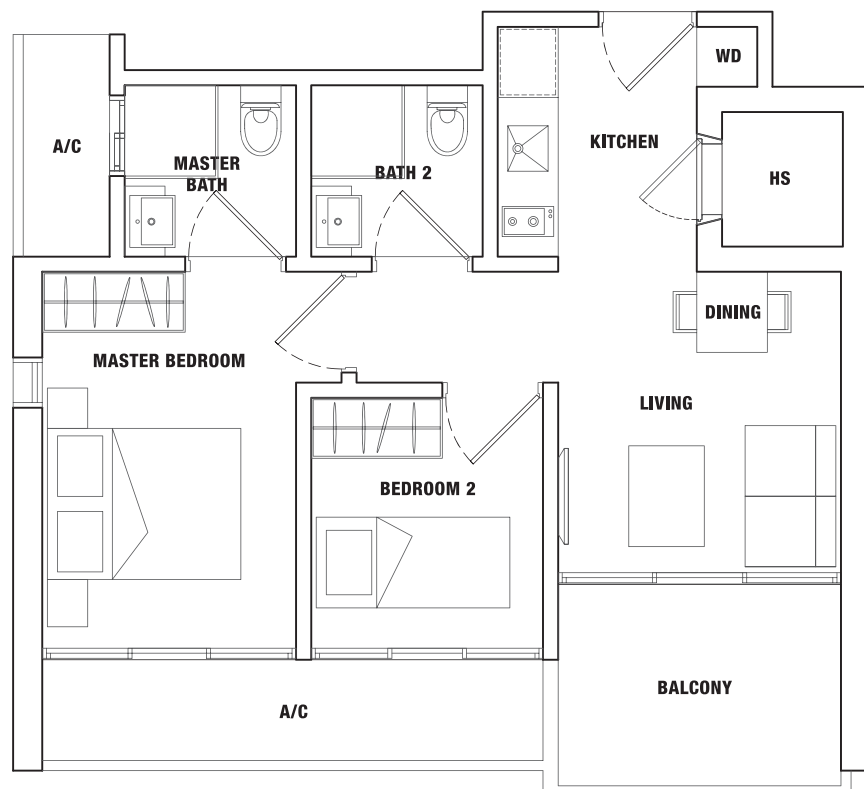 WD
A/C
KITCHEN
MASTER
BATH
BATH 2
HS
DINING
MASTER BEDROOM
LIVING
BEDROOM 2
BALCONY
A/C